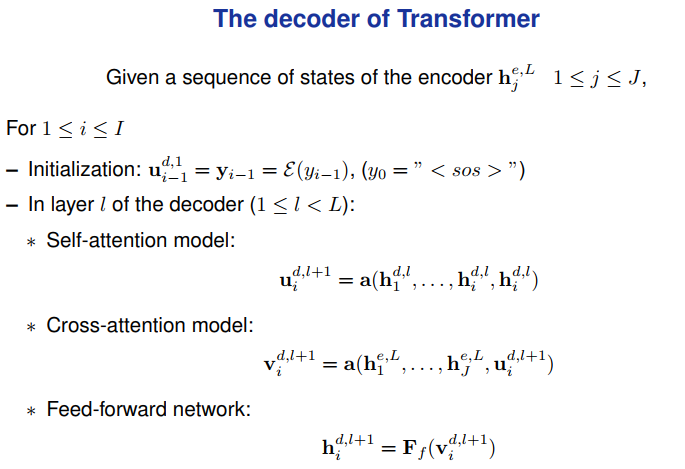 The decoder of Transformer
Given a sequence of states of the encoder $\mathbf{h}_j^{e,L}$ $1 \leq j \leq J$,
For $1 \leq i \leq I$
– Initialization: $\mathbf{u}_{i-1}^{d,1} = \mathbf{y}_{i-1} = \mathcal{E}(y_{i-1})$, ($y_0 =$ ” $< sos >$ ”)
– In layer $l$ of the decoder ($1 \leq l < L$):
∗ Self-attention model:
$\mathbf{u}_i^{d,l+1} = \mathbf{a}(\mathbf{h}_1^{d,l}, \ldots, \mathbf{h}_i^{d,l}, \mathbf{h}_i^{d,l})$
∗ Cross-attention model:
$\mathbf{v}_i^{d,l+1} = \mathbf{a}(\mathbf{h}_1^{e,L}, \ldots, \mathbf{h}_J^{e,L}, \mathbf{u}_i^{d,l+1})$
∗ Feed-forward network:
$\mathbf{h}_i^{d,l+1} = \mathbf{F}_f(\mathbf{v}_i^{d,l+1})$